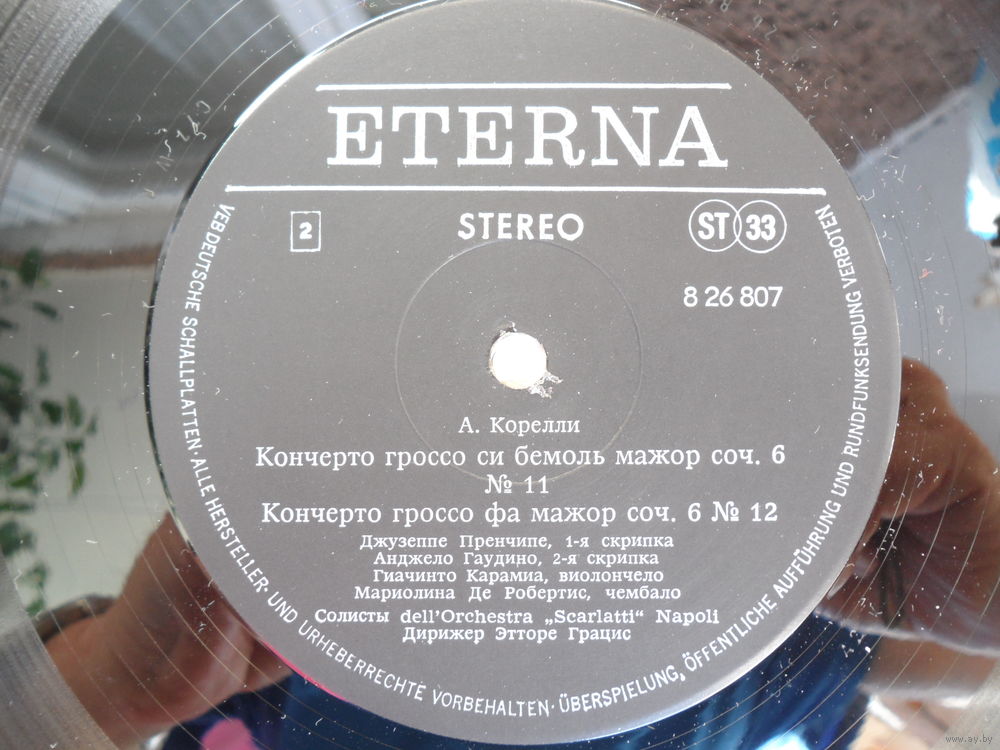 ETERNA
2
STEREO
ST 33
8 26 807
А. Корелли
Кончерто гроссо си бемоль мажор соч. 6
№ 11
Кончерто гроссо фа мажор соч. 6 № 12
Джузеппе Пренчипе, 1-я скрипка
Анджело Гаудино, 2-я скрипка
Гиачинто Карамиа, виолончело
Мариолина Де Робертис, чембало
Солисты dell'Orchestra „Scarlatti“ Napoli
Дирижер Этторе Грацис
VEB DEUTSCHE SCHALLPLATTEN · ALLE HERSTELLER- UND URHEBERRECHTE VORBEHALTEN · ÜBERSPIELUNG, ÖFFENTLICHE AUFFÜHRUNG UND RUNDFUNKSENDUNG VERBOTEN
www.ay.by